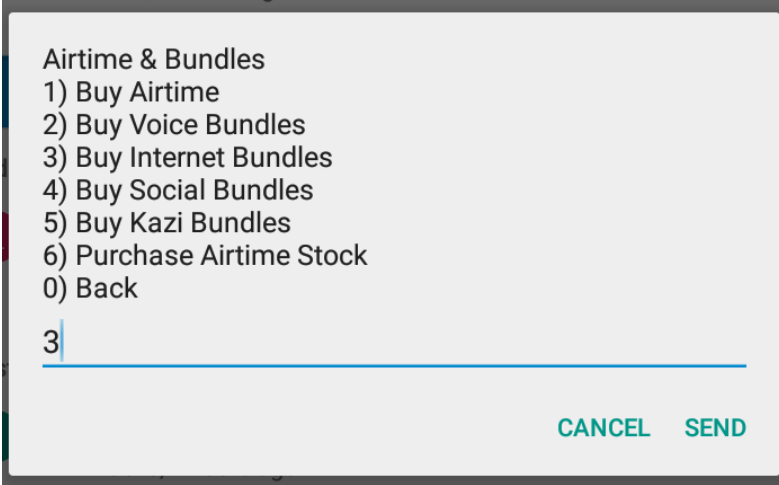 Airtime & Bundles
1) Buy Airtime
2) Buy Voice Bundles
3) Buy Internet Bundles
4) Buy Social Bundles
5) Buy Kazi Bundles
6) Purchase Airtime Stock
0) Back
3
CANCEL SEND